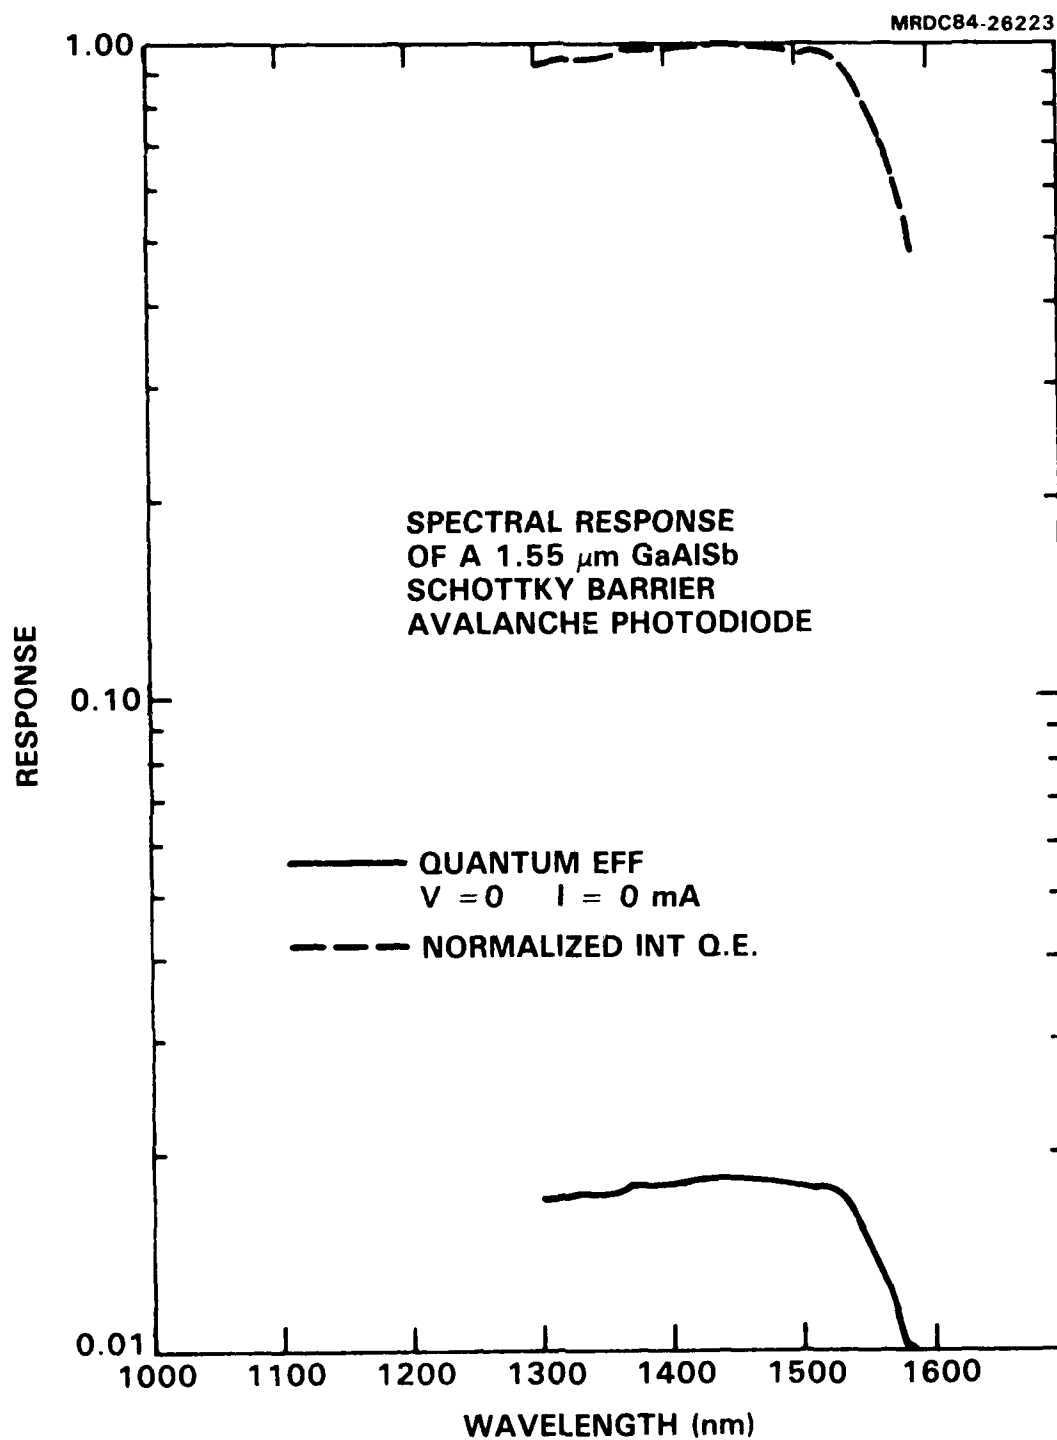 MRDC84-26223
1.00
SPECTRAL RESPONSE
OF A 1.55 μm GaAlSb
SCHOTTKY BARRIER
AVALANCHE PHOTODIODE
RESPONSE
0.10
QUANTUM EFF
V = 0 I = 0 mA
NORMALIZED INT Q.E.
0.01
1000 1100 1200 1300 1400 1500 1600
WAVELENGTH (nm)